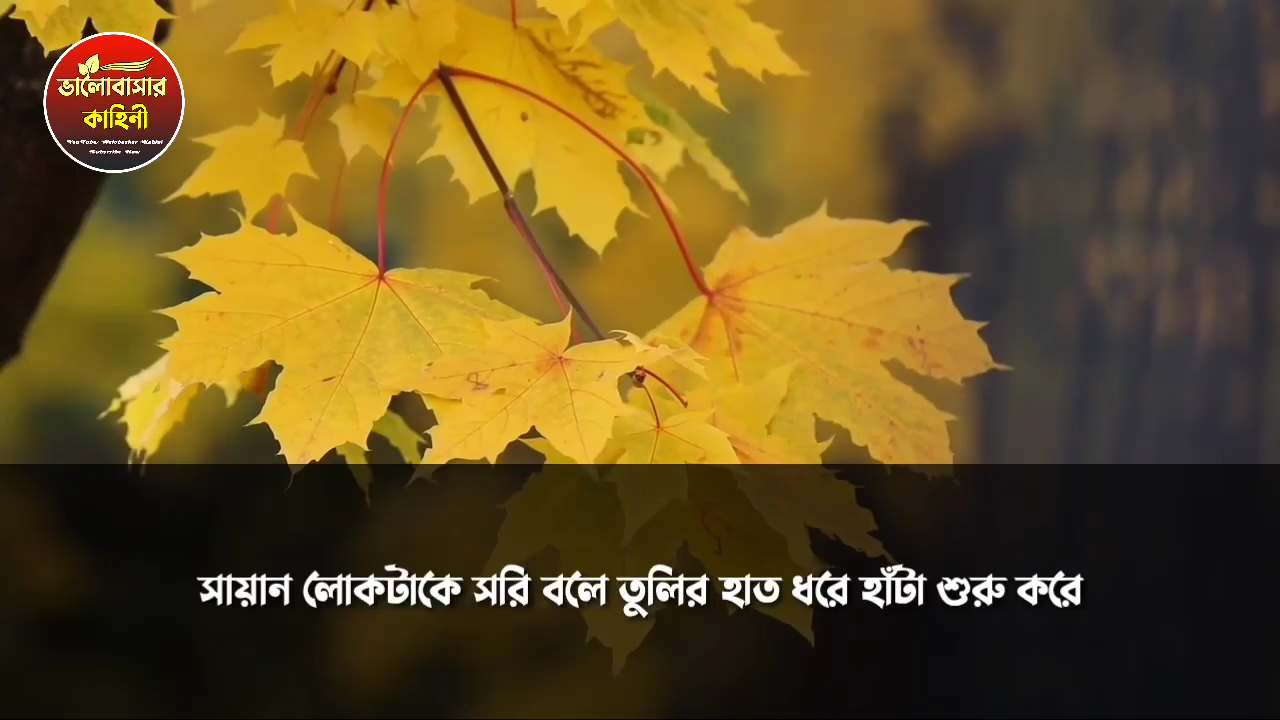 ভালোবাসার
কাহিনী
সায়ান লোকটাকে সরি বলে তুলির হাত ধরে হাঁটা শুরু করে